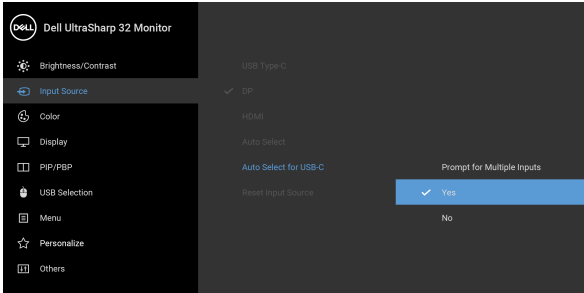 DELL Dell UltraSharp 32 Monitor
Brightness/Contrast
USB Type-C
Input Source
DP
Color
HDMI
Display
Auto Select
PIP/PBP
Auto Select for USB-C
Prompt for Multiple Inputs
USB Selection
Reset Input Source
Yes
Menu
No
Personalize
Others